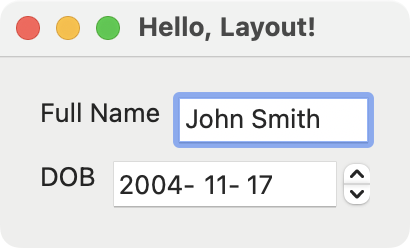 Hello, Layout!
Full Name John Smith
DOB 2004- 11- 17